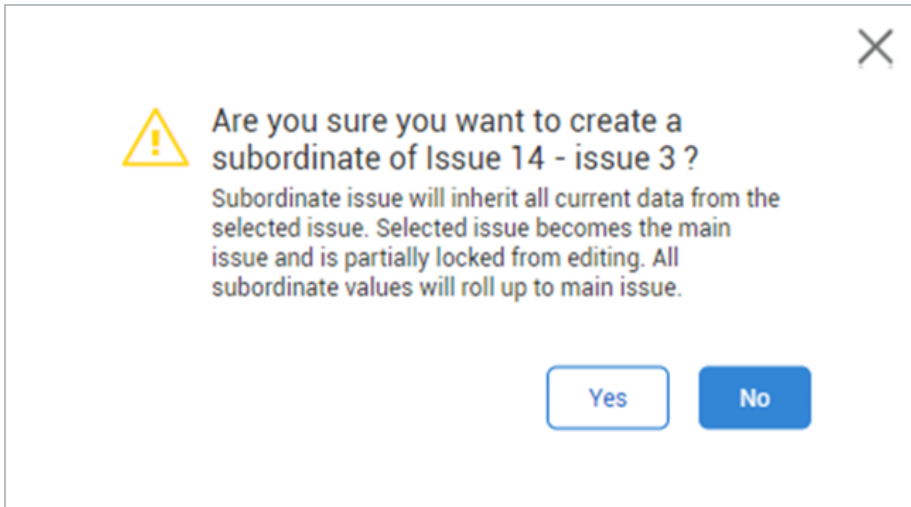 Are you sure you want to create a
subordinate of Issue 14 - issue 3 ?
Subordinate issue will inherit all current data from the
selected issue. Selected issue becomes the main
issue and is partially locked from editing. All
subordinate values will roll up to main issue.
Yes
No